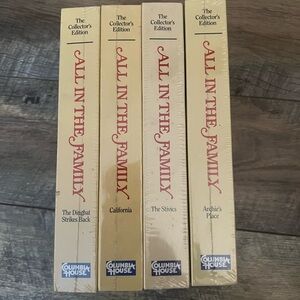 The
Collector's
Edition
ALL IN THE FAMILY
The Dingbat
Strikes Back
COLUMBIA
HOUSE
The
Collector's
Edition
ALL IN THE FAMILY
California
COLUMBIA
HOUSE
The
Collector's
Edition
ALL IN THE FAMILY
The Stivics
COLUMBIA
HOUSE
The
Collector's
Edition
ALL IN THE FAMILY
Archie's
Place
COLUMBIA
HOUSE